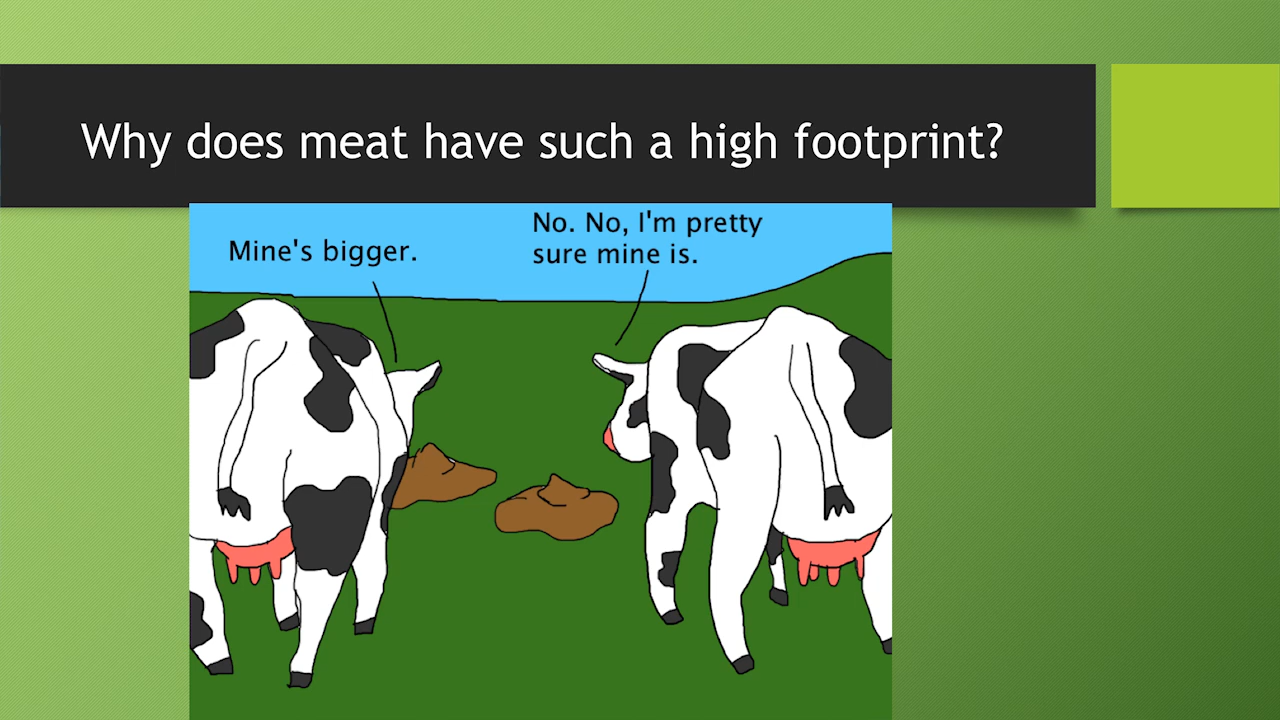 Why does meat have such a high footprint?
Mine's bigger.
No. No, I'm pretty
sure mine is.